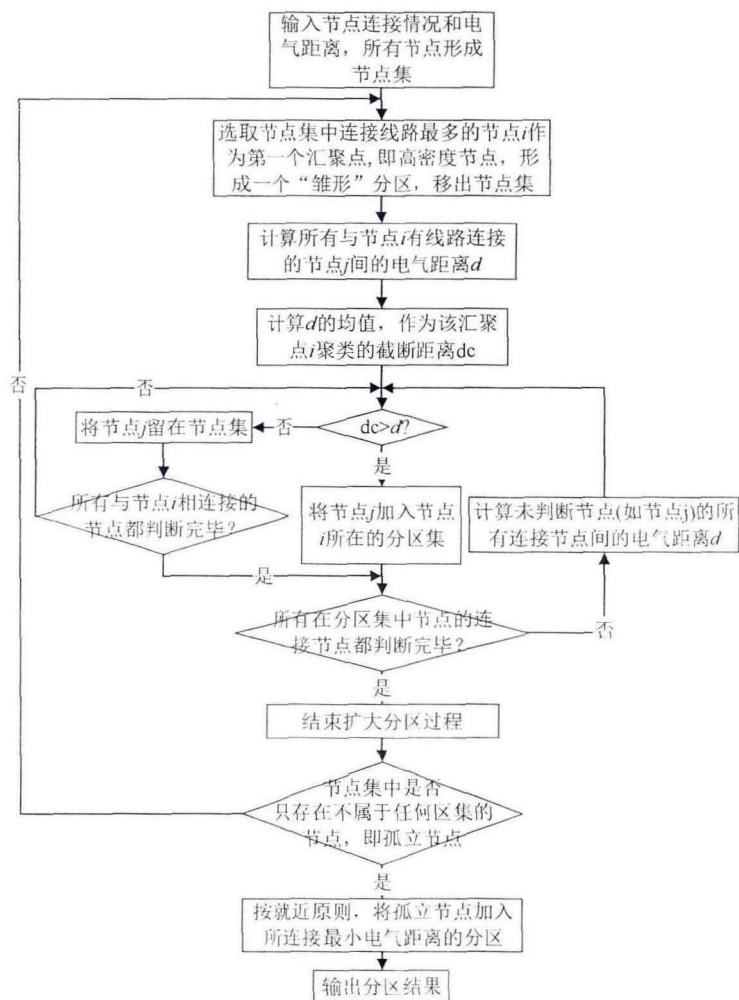 输入节点连接情况和电
气距离，所有节点形成
节点集
选取节点集中连接线路最多的节点i作
为第一个汇聚点,即高密度节点，形
成一个“雏形”分区，移出节点集
计算所有与节点i有线路连接
的节点j间的电气距离d
计算d的均值，作为该汇聚
点i聚类的截断距离dc
否
否
dc>d?
否
将节点j留在节点集
是
所有与节点i相连接的
节点都判断完毕？
将节点j加入节点
i所在的分区集
计算未判断节点(如节点j)的所
有连接节点间的电气距离d
是
所有在分区集中节点的连
接节点都判断完毕？
否
是
结束扩大分区过程
节点集中是否
只存在不属于任何区集的
节点，即孤立节点
是
按就近原则，将孤立节点加入
所连接最小电气距离的分区
输出分区结果